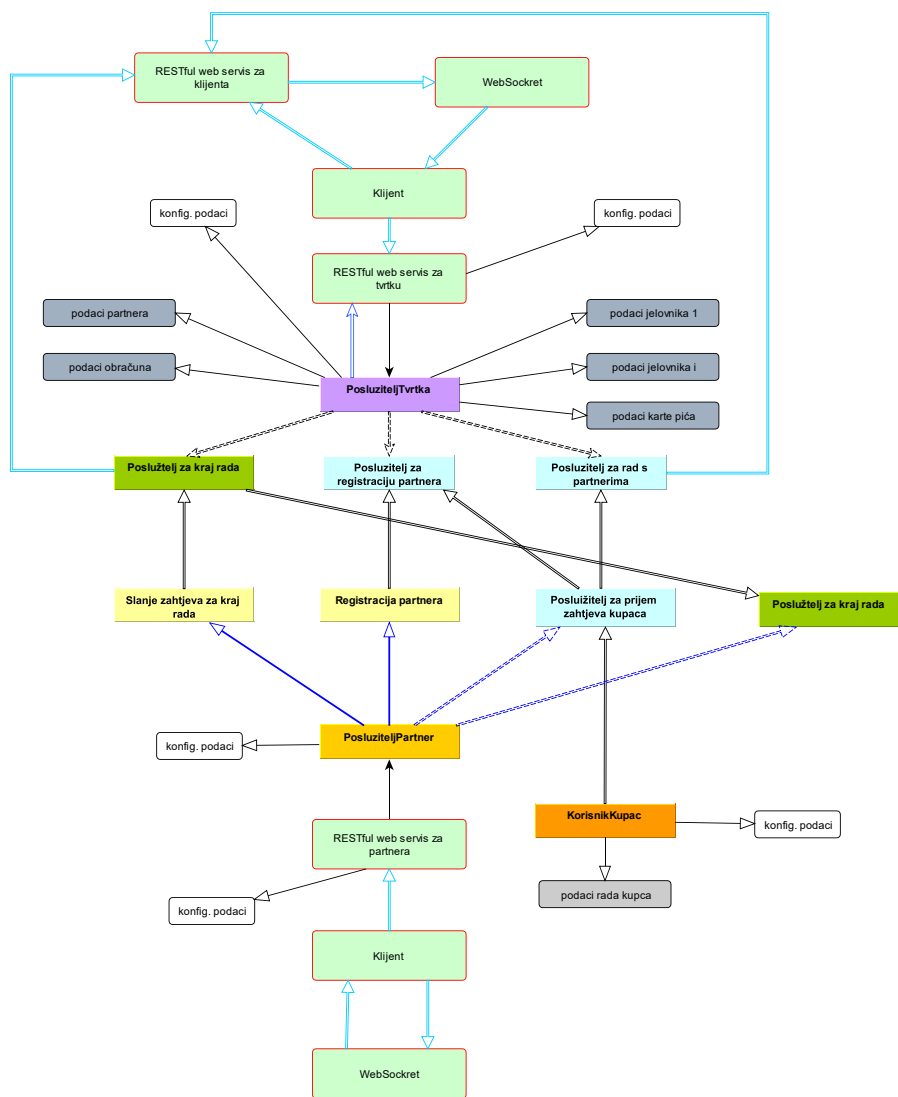 RESTful web servis za
klijenta
WebSockret
Klijent
konfig. podaci
konfig. podaci
RESTful web servis za
tvrtku
podaci partnera
podaci jelovnika 1
podaci obračuna
podaci jelovnika i
PosluziteljTvrtka
podaci karte pića
Poslužtelj za kraj rada
Posluzitelj za
registraciju partnera
Posluzitelj za rad s
partnerima
Slanje zahtjeva za kraj
rada
Registracija partnera
Posluižitelj za prijem
zahtjeva kupaca
Poslužtelj za kraj rada
PosluziteljPartner
konfig. podaci
KorisnikKupac
konfig. podaci
RESTful web servis za
partnera
podaci rada kupca
konfig. podaci
Klijent
WebSockret